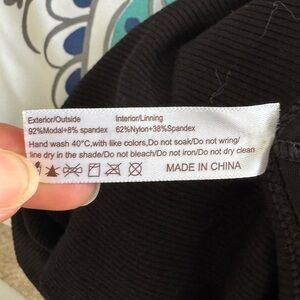 Exterior/Outside Interior/Linning
92%Modal+8% spandex 62%Nylon+38%Spandex
Hand wash 40°C,with like colors,Do not soak/Do not wring/
line dry in the shade/Do not bleach/Do not iron/Do not dry clean
MADE IN CHINA